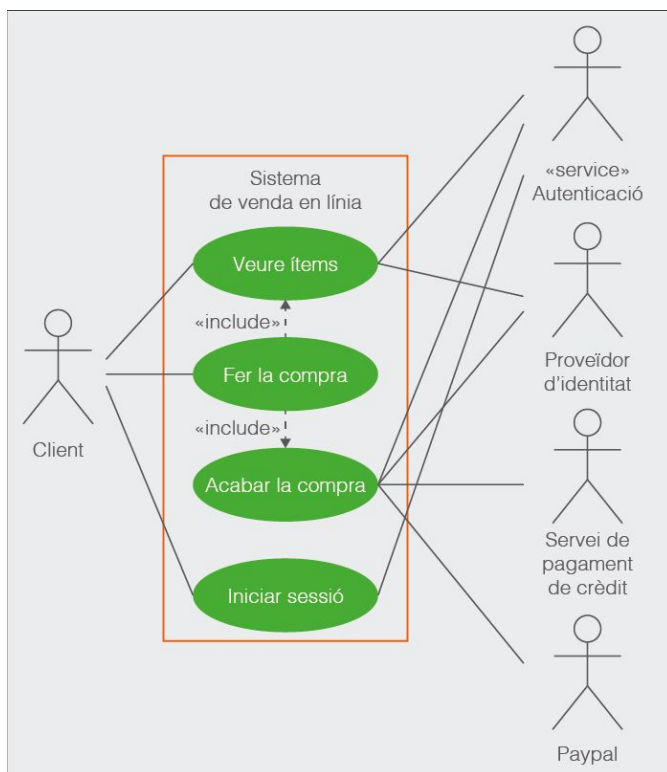 Sistema
de venda en línia
Veure ítems
«include»
Fer la compra
«include»
Acabar la compra
Iniciar sessió
Client
«service»
Autenticació
Proveïdor
d'identitat
Servei de
pagament
de crèdit
Paypal